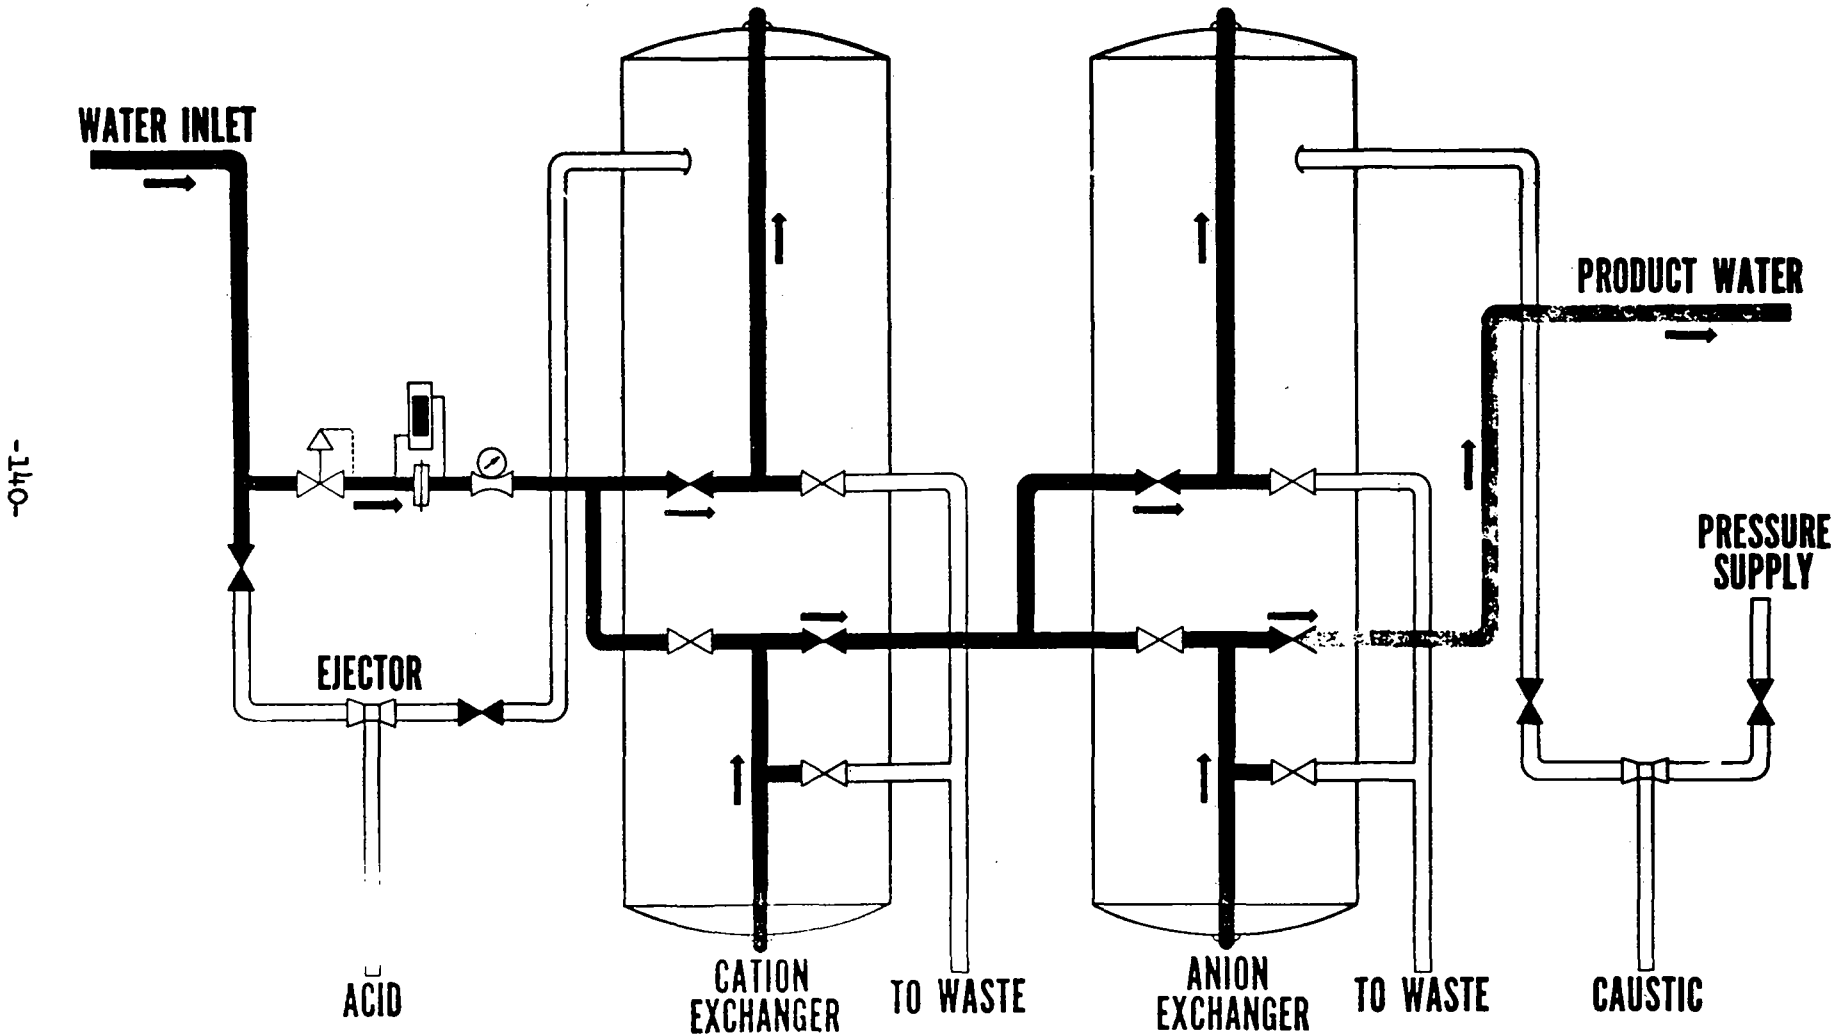 WATER INLET
PRODUCT WATER
PRESSURE
SUPPLY
EJECTOR
-140-
ACID
CATION
EXCHANGER
TO WASTE
ANION
EXCHANGER
TO WASTE
CAUSTIC